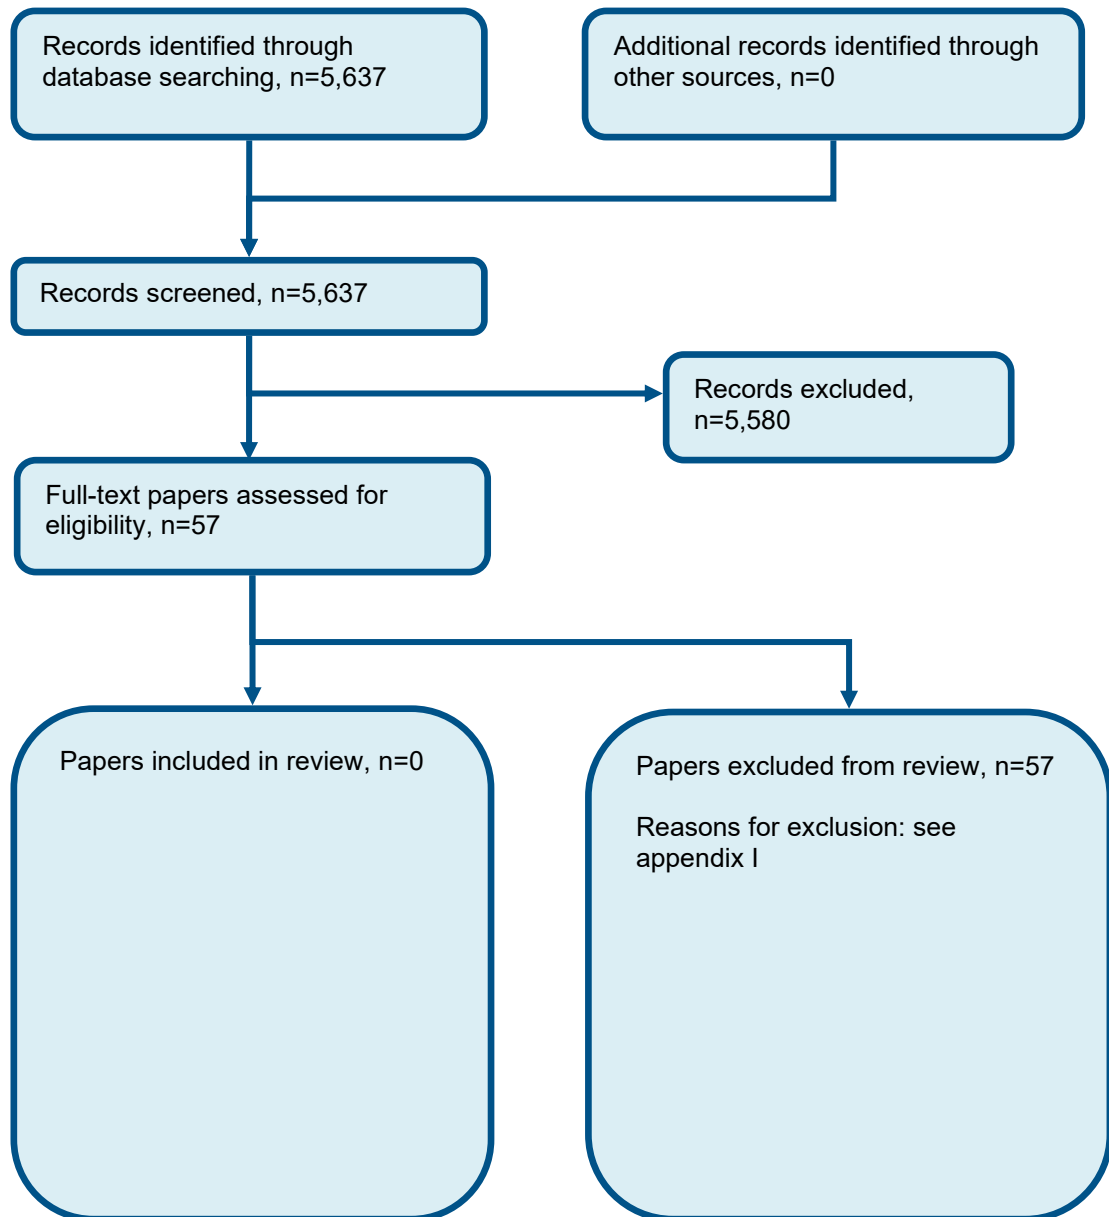 Records identified through
database searching, n=5,637
Additional records identified through
other sources, n=0
Records screened, n=5,637
Records excluded,
n=5,580
Full-text papers assessed for
eligibility, n=57
Papers included in review, n=0
Papers excluded from review, n=57
Reasons for exclusion: see
appendix I